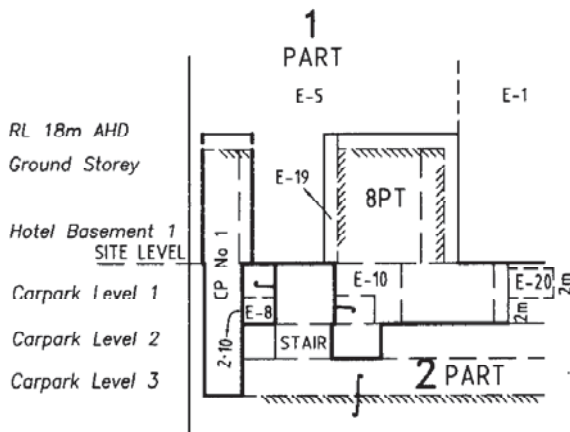 1
PART
E-5
E-1
RL 18m AHD
Ground Storey
E-19
8PT
Hotel Basement 1
SITE LEVEL
CP No 1
E-10
E-20
2m
2m
Carpark Level 1
E-8
2·10
Carpark Level 2
STAIR
Carpark Level 3
2 PART